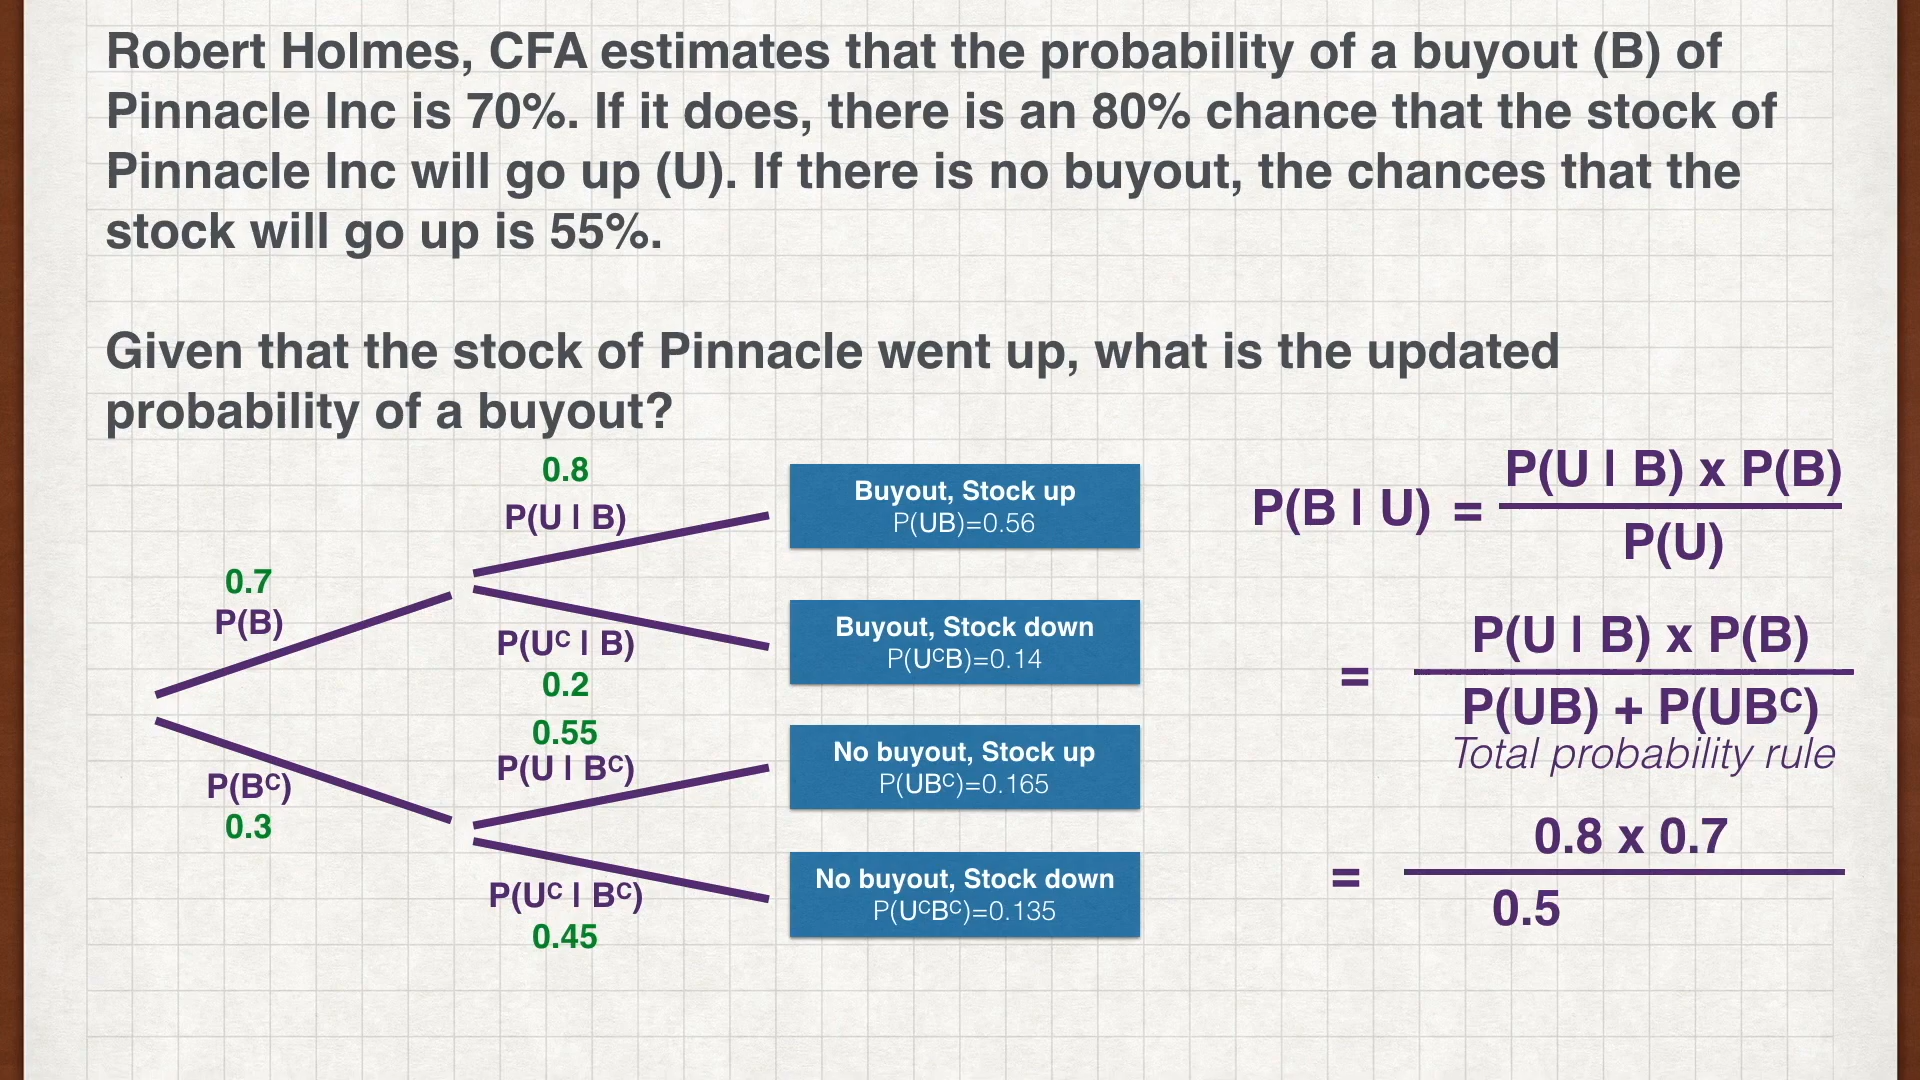 Robert Holmes, CFA estimates that the probability of a buyout (B) of
Pinnacle Inc is 70%. If it does, there is an 80% chance that the stock of
Pinnacle Inc will go up (U). If there is no buyout, the chances that the
stock will go up is 55%.
Given that the stock of Pinnacle went up, what is the updated
probability of a buyout?
0.7
P(B)
P(Bᶜ)
0.3
0.8
P(U | B)
P(Uᶜ | B)
0.2
0.55
P(U | Bᶜ)
P(Uᶜ | Bᶜ)
0.45
Buyout, Stock up
P(UB)=0.56
Buyout, Stock down
P(UᶜB)=0.14
No buyout, Stock up
P(UBᶜ)=0.165
No buyout, Stock down
P(UᶜBᶜ)=0.135
P(U | B) x P(B)
P(B | U) =
P(U)
P(U | B) x P(B)
=
P(UB) + P(UBᶜ)
Total probability rule
0.8 x 0.7
=
0.5